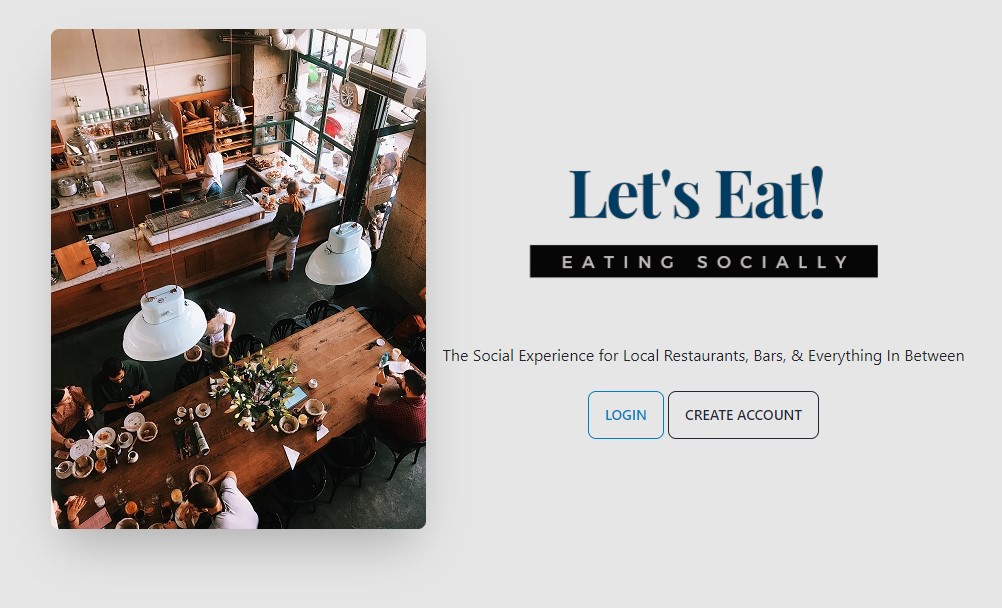 Let's Eat!
EATING SOCIALLY
The Social Experience for Local Restaurants, Bars, & Everything In Between
LOGIN CREATE ACCOUNT